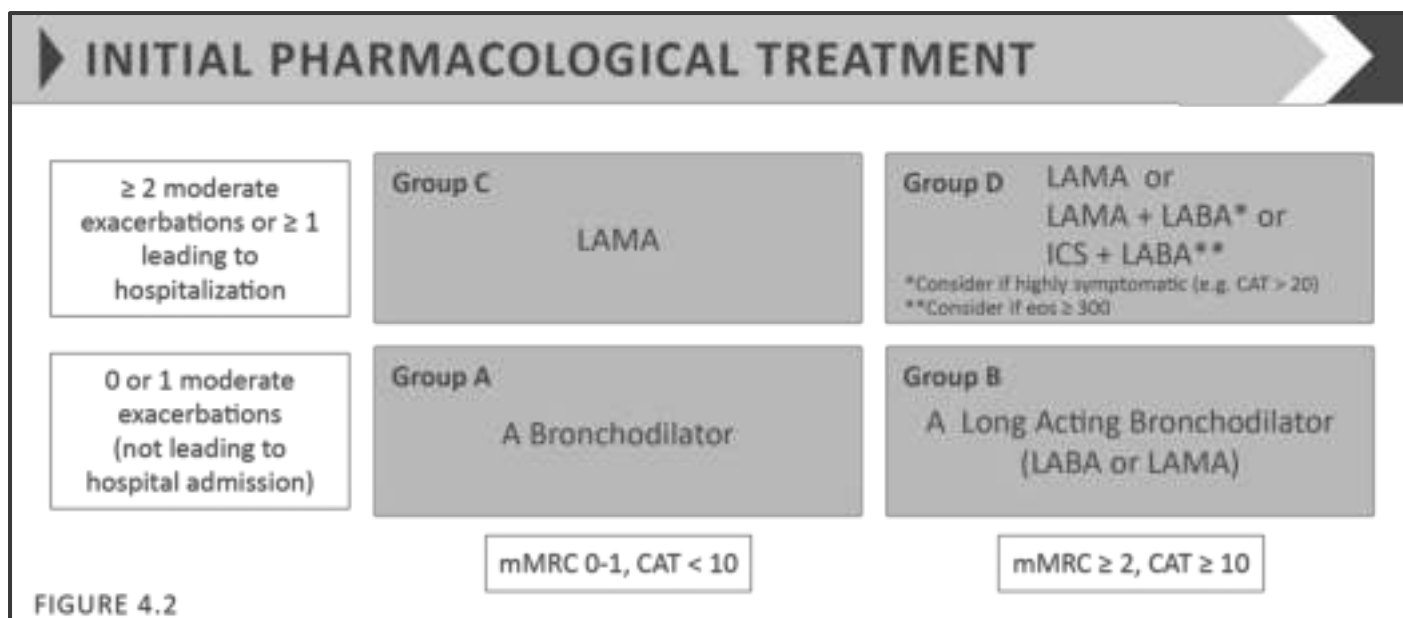 INITIAL PHARMACOLOGICAL TREATMENT
≥ 2 moderate
exacerbations or ≥ 1
leading to
hospitalization
Group C
LAMA
Group D
LAMA or
LAMA + LABA* or
ICS + LABA**
*Consider if highly symptomatic (e.g. CAT > 20)
**Consider if eos ≥ 300
0 or 1 moderate
exacerbations
(not leading to
hospital admission)
Group A
A Bronchodilator
Group B
A Long Acting Bronchodilator
(LABA or LAMA)
mMRC 0-1, CAT < 10
mMRC ≥ 2, CAT ≥ 10
FIGURE 4.2